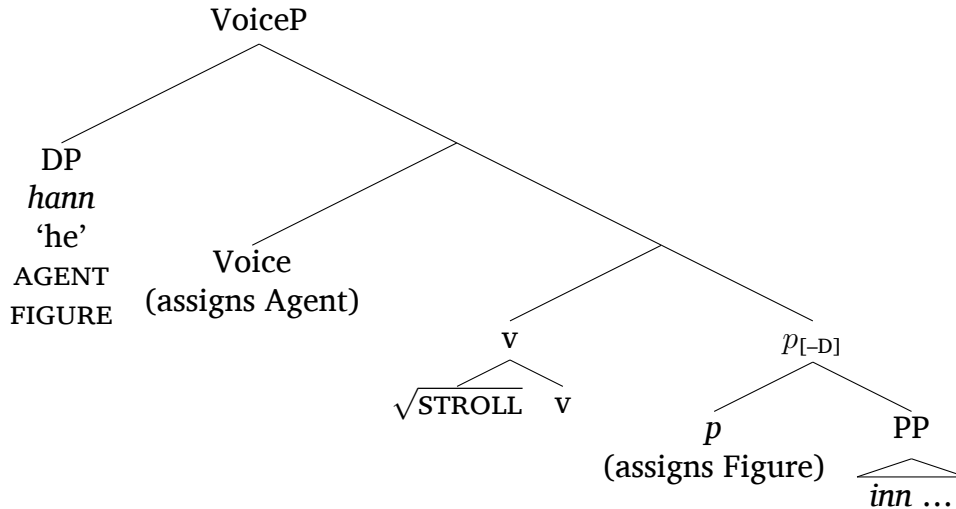 VoiceP
DP
hann
‘he’
AGENT
FIGURE
Voice
(assigns Agent)
v
√STROLL
v
p[–D]
p
(assigns Figure)
PP
inn …